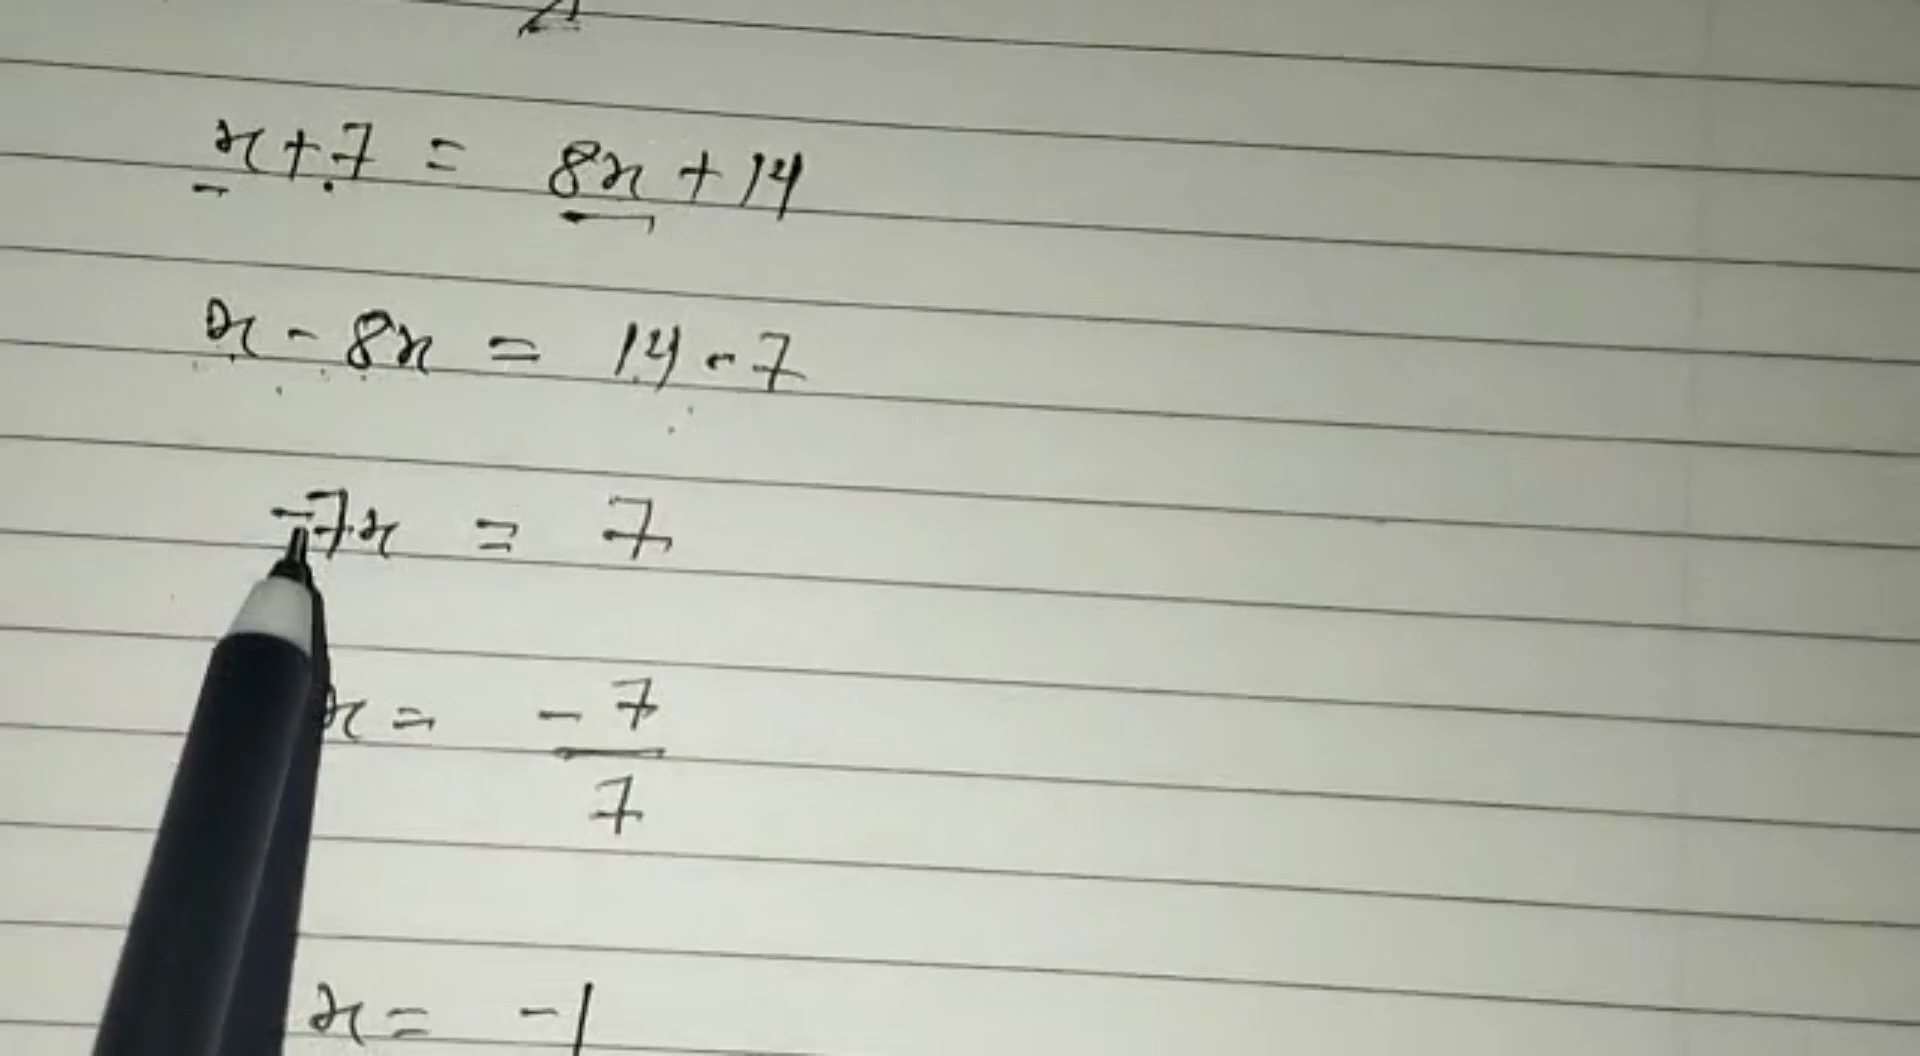 x + 7 = 8x + 14
x - 8x = 14 - 7
-7x = 7
x = -7/7
x = -1